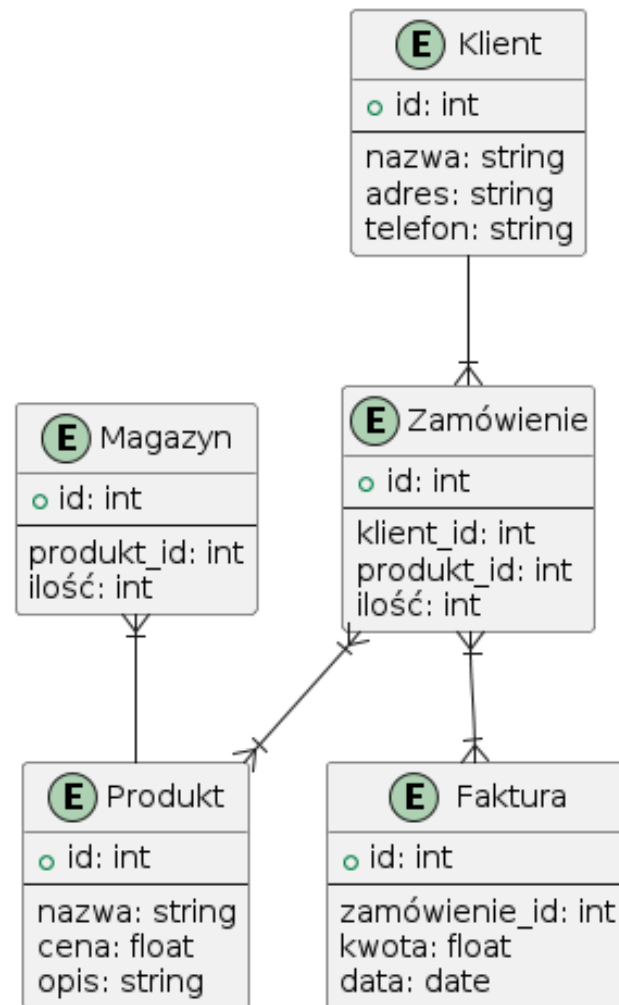 E Klient
id: int
nazwa: string
adres: string
telefon: string
E Magazyn
id: int
produkt_id: int
ilość: int
E Zamówienie
id: int
klient_id: int
produkt_id: int
ilość: int
E Produkt
id: int
nazwa: string
cena: float
opis: string
E Faktura
id: int
zamówienie_id: int
kwota: float
data: date